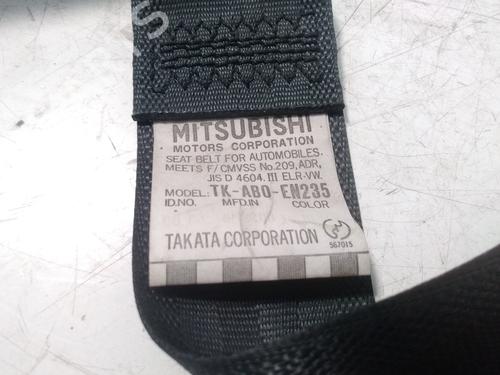 MITSUBISHI
MOTORS CORPORATION
SEAT BELT FOR AUTOMOBILES.
MEETS F/CMVSS No.209, ADR,
JIS D 4604. III ELR-VW.
MODEL: TK-AB0-EN235
ID.NO. MFD.IN COLOR
TAKATA CORPORATION
567015